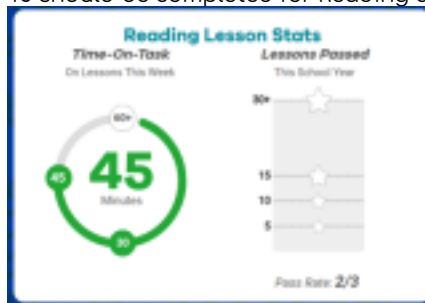 Reading Lesson Stats
Time-On-Task
On Lessons This Week
60+
45
45
Minutes
30
Lessons Passed
This School Year
30+
15
10
5
Pass Rate: 2/3